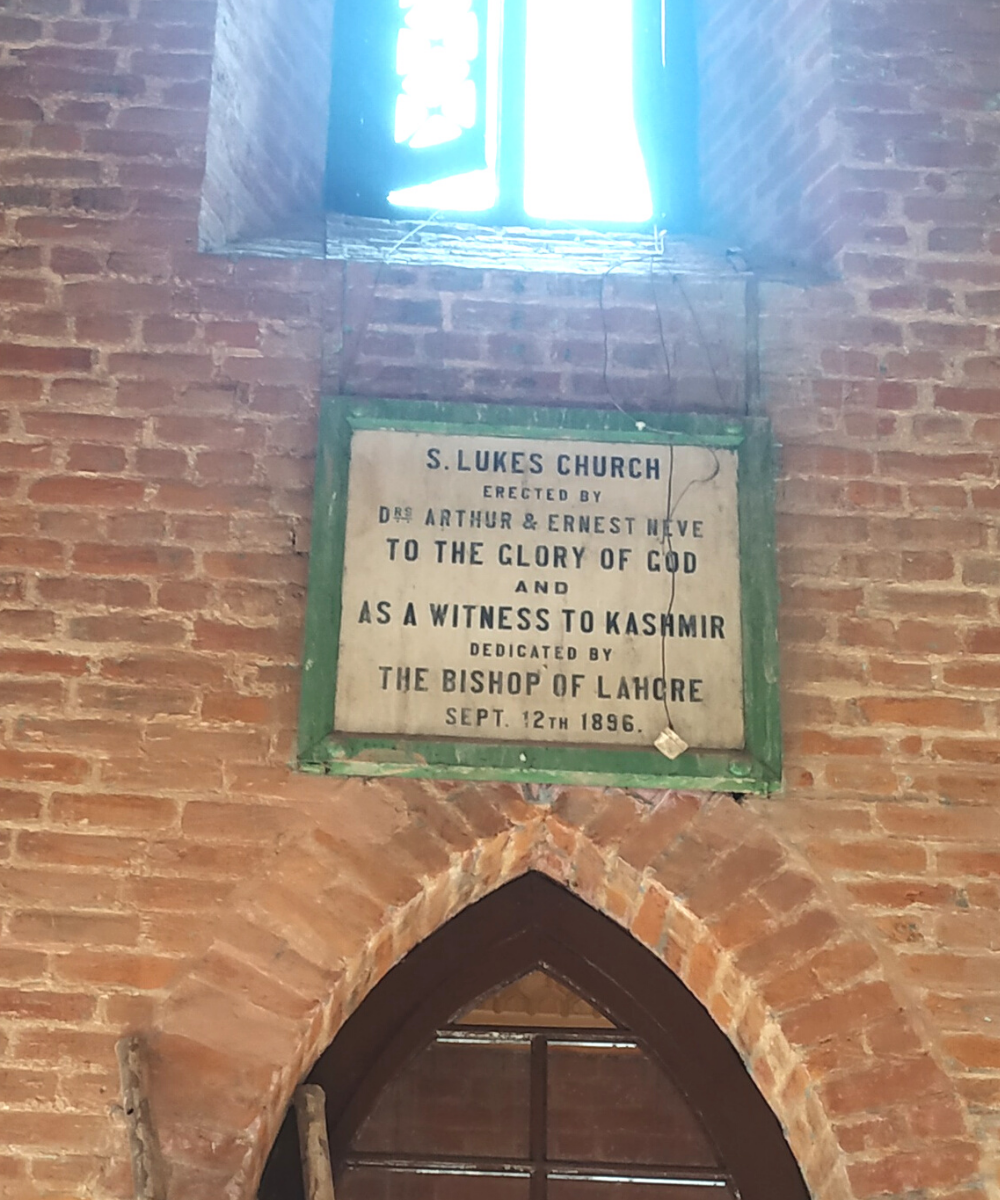 S. LUKES CHURCH
ERECTED BY
DRS ARTHUR & ERNEST NEVE
TO THE GLORY OF GOD
AND
AS A WITNESS TO KASHMIR
DEDICATED BY
THE BISHOP OF LAHORE
SEPT. 12TH 1896.